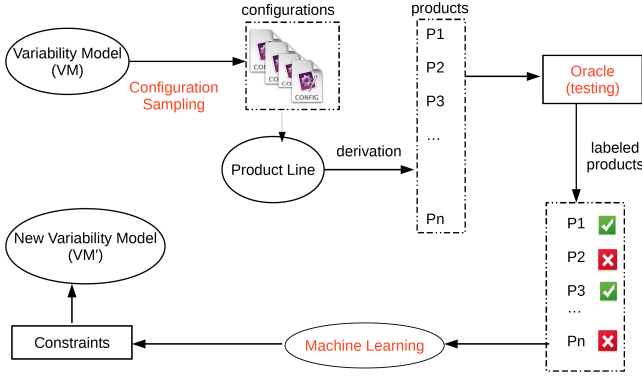 configurations
products
Variability Model
(VM)
Configuration
Sampling
CONFIG
P1
P2
P3
...
Pn
Oracle
(testing)
Product Line
derivation
labeled
products
P1
P2
P3
...
Pn
New Variability Model
(VM')
Constraints
Machine Learning